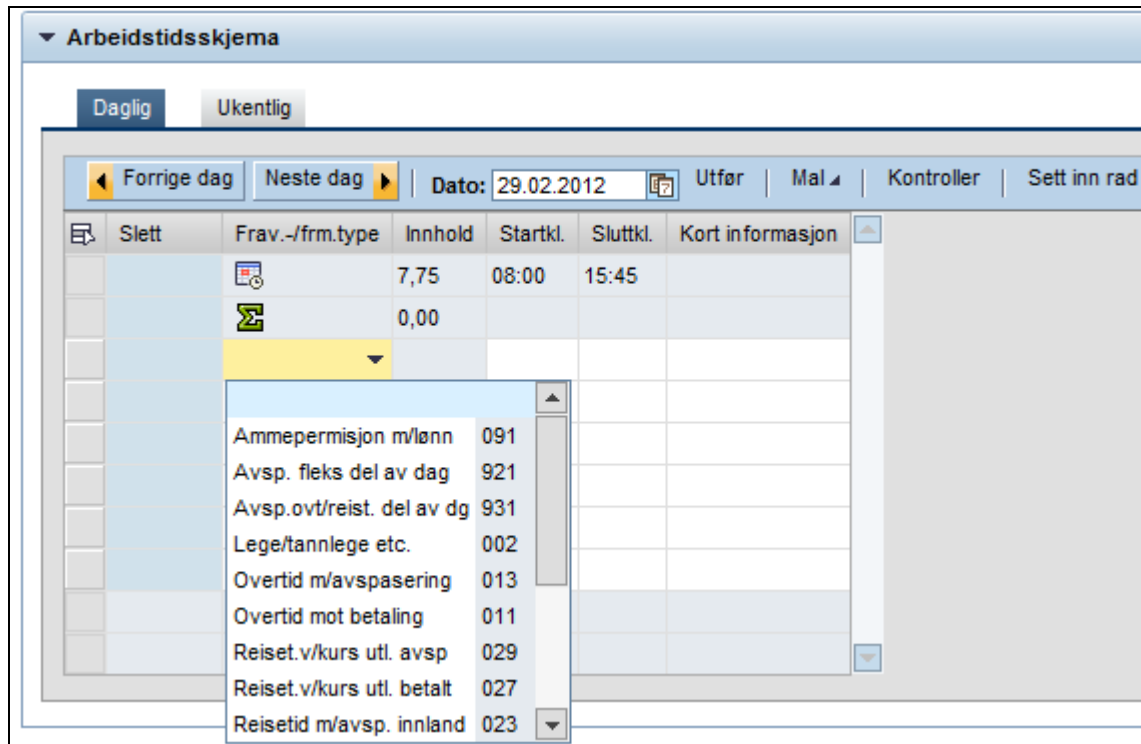 Arbeidstidsskjema
Daglig Ukentlig
Forrige dag Neste dag Dato: 29.02.2012 Utfør Mal Kontroller Sett inn rad
Slett Frav.-/frm.type Innhold Startkl. Sluttkl. Kort informasjon
7,75 08:00 15:45
0,00
Ammepermisjon m/lønn 091
Avsp. fleks del av dag 921
Avsp.ovt/reist. del av dg 931
Lege/tannlege etc. 002
Overtid m/avspasering 013
Overtid mot betaling 011
Reiset.v/kurs utl. avsp 029
Reiset.v/kurs utl. betalt 027
Reisetid m/avsp. innland 023